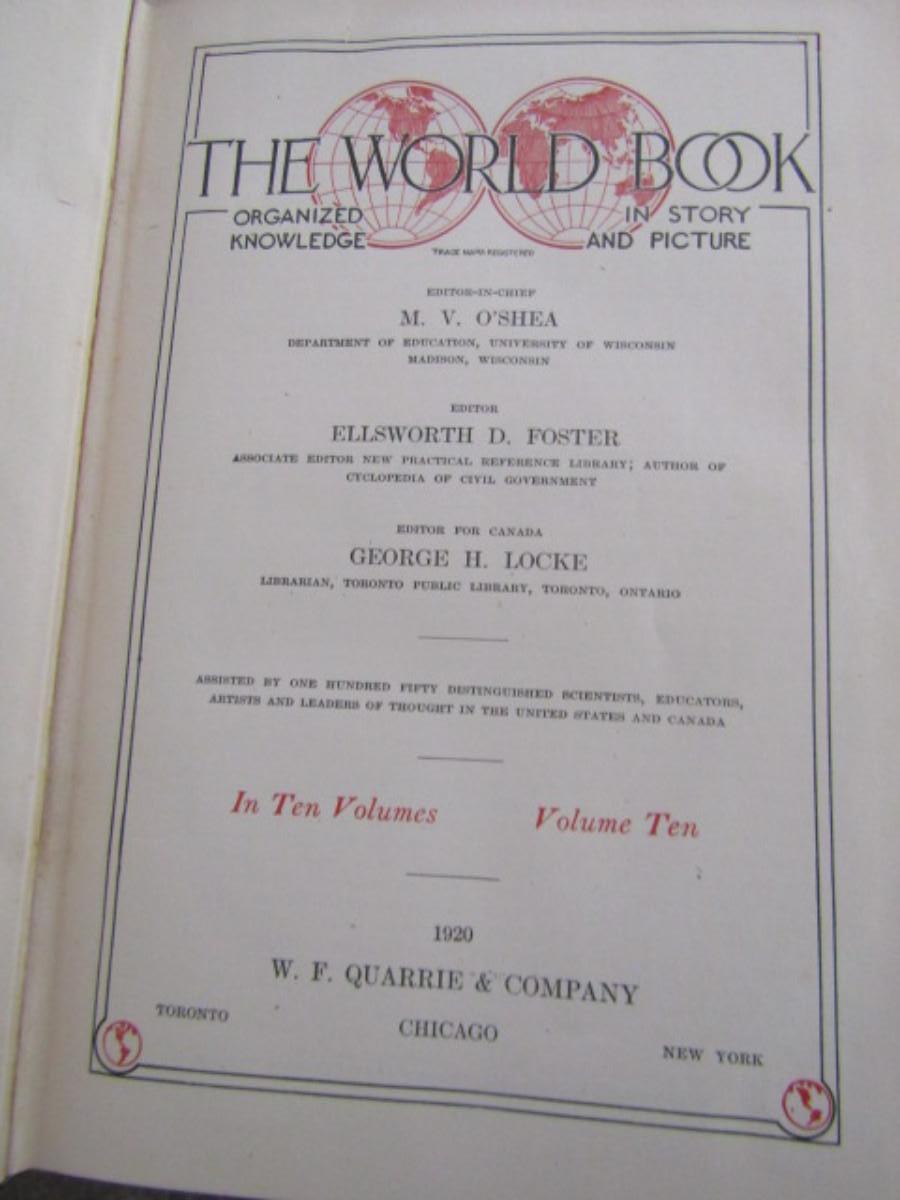 THE WORLD BOOK
ORGANIZED KNOWLEDGE
IN STORY AND PICTURE
TRADE MARK REGISTERED
EDITOR-IN-CHIEF
M. V. O'SHEA
DEPARTMENT OF EDUCATION, UNIVERSITY OF WISCONSIN
MADISON, WISCONSIN
EDITOR
ELLSWORTH D. FOSTER
ASSOCIATE EDITOR NEW PRACTICAL REFERENCE LIBRARY; AUTHOR OF
CYCLOPEDIA OF CIVIL GOVERNMENT
EDITOR FOR CANADA
GEORGE H. LOCKE
LIBRARIAN, TORONTO PUBLIC LIBRARY, TORONTO, ONTARIO
ASSISTED BY ONE HUNDRED FIFTY DISTINGUISHED SCIENTISTS, EDUCATORS,
ARTISTS AND LEADERS OF THOUGHT IN THE UNITED STATES AND CANADA
In Ten Volumes Volume Ten
1920
W. F. QUARRIE & COMPANY
TORONTO CHICAGO NEW YORK